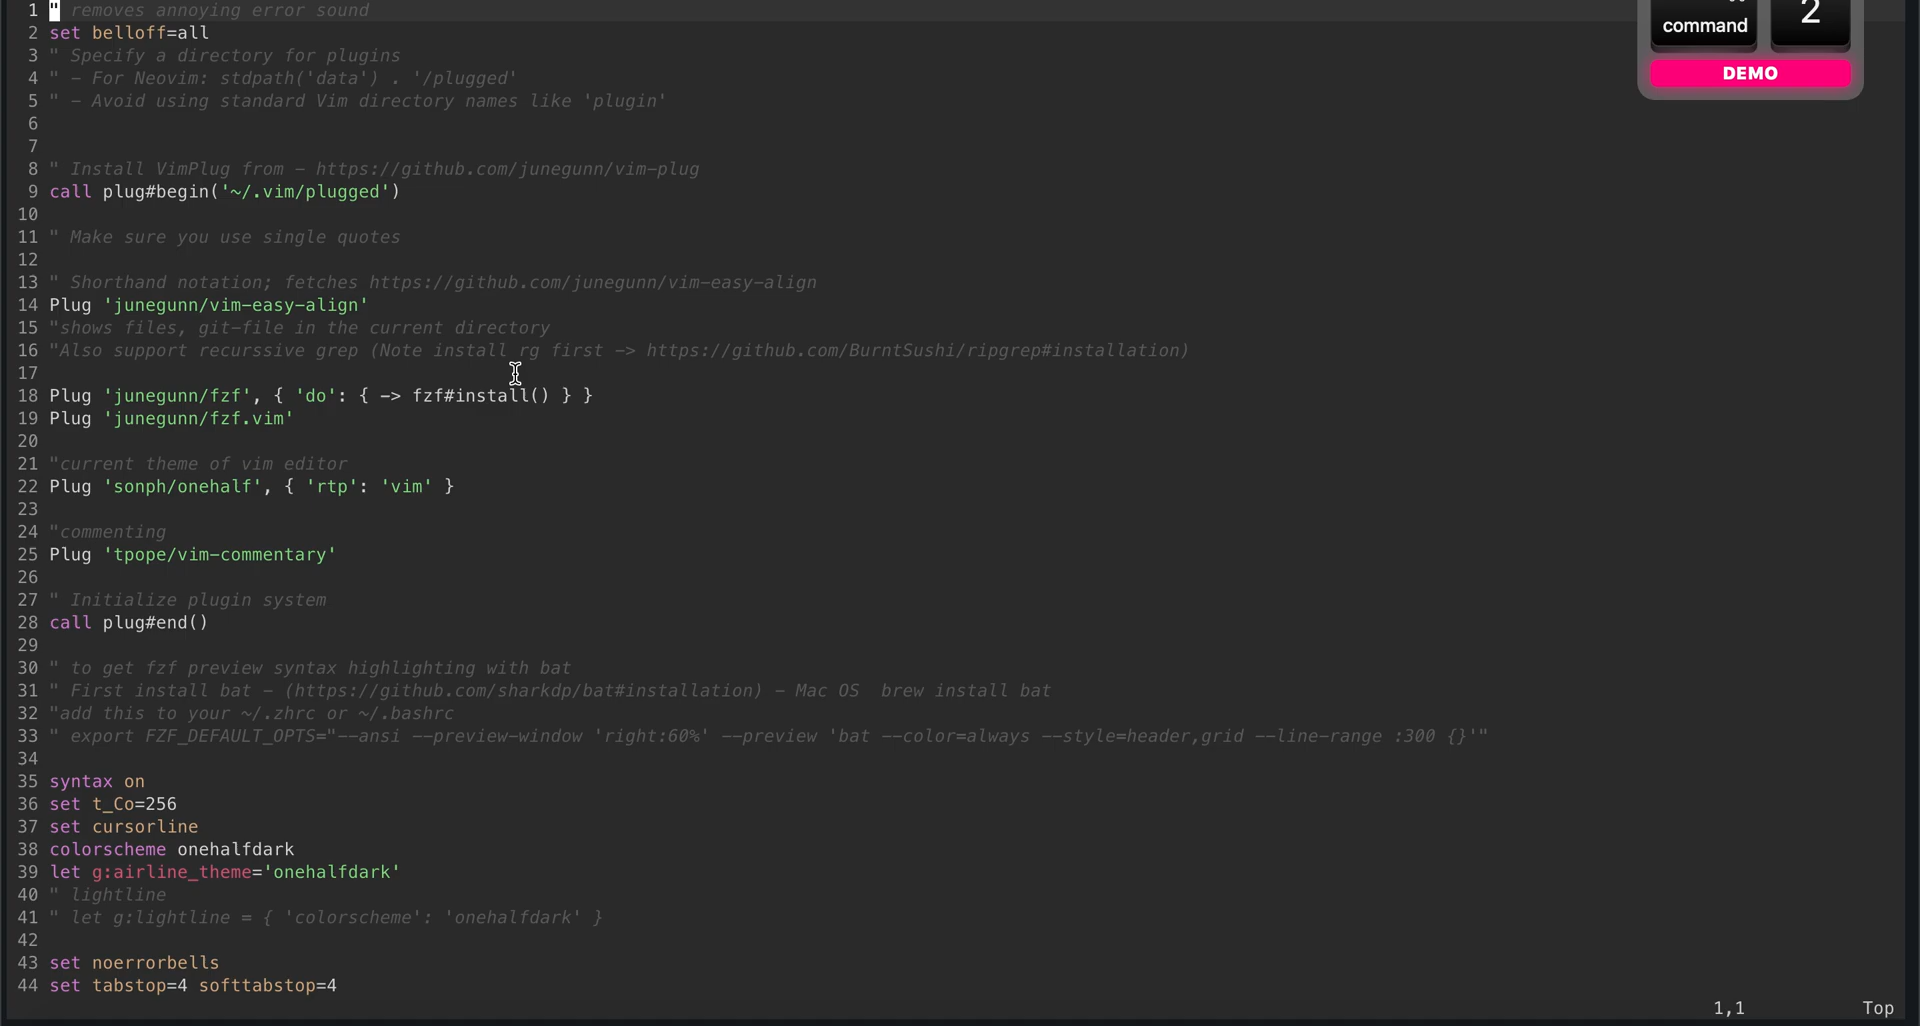 1 " removes annoying error sound
2 set belloff=all
3 " Specify a directory for plugins
4 " - For Neovim: stdpath('data') . '/plugged'
5 " - Avoid using standard Vim directory names like 'plugin'
6
7
8 " Install VimPlug from - https://github.com/junegunn/vim-plug
9 call plug#begin('~/.vim/plugged')
10
11 " Make sure you use single quotes
12
13 " Shorthand notation; fetches https://github.com/junegunn/vim-easy-align
14 Plug 'junegunn/vim-easy-align'
15 "shows files, git-file in the current directory
16 "Also support recurssive grep (Note install rg first -> https://github.com/BurntSushi/ripgrep#installation)
17
18 Plug 'junegunn/fzf', { 'do': { -> fzf#install() } }
19 Plug 'junegunn/fzf.vim'
20
21 "current theme of vim editor
22 Plug 'sonph/onehalf', { 'rtp': 'vim' }
23
24 "commenting
25 Plug 'tpope/vim-commentary'
26
27 " Initialize plugin system
28 call plug#end()
29
30 " to get fzf preview syntax highlighting with bat
31 " First install bat - (https://github.com/sharkdp/bat#installation) - Mac OS  brew install bat
32 "add this to your ~/.zhrc or ~/.bashrc
33 " export FZF_DEFAULT_OPTS="--ansi --preview-window 'right:60%' --preview 'bat --color=always --style=header,grid --line-range :300 {}'"
34
35 syntax on
36 set t_Co=256
37 set cursorline
38 colorscheme onehalfdark
39 let g:airline_theme='onehalfdark'
40 " lightline
41 " let g:lightline = { 'colorscheme': 'onehalfdark' }
42
43 set noerrorbells
44 set tabstop=4 softtabstop=4
1,1 Top
command 2
DEMO